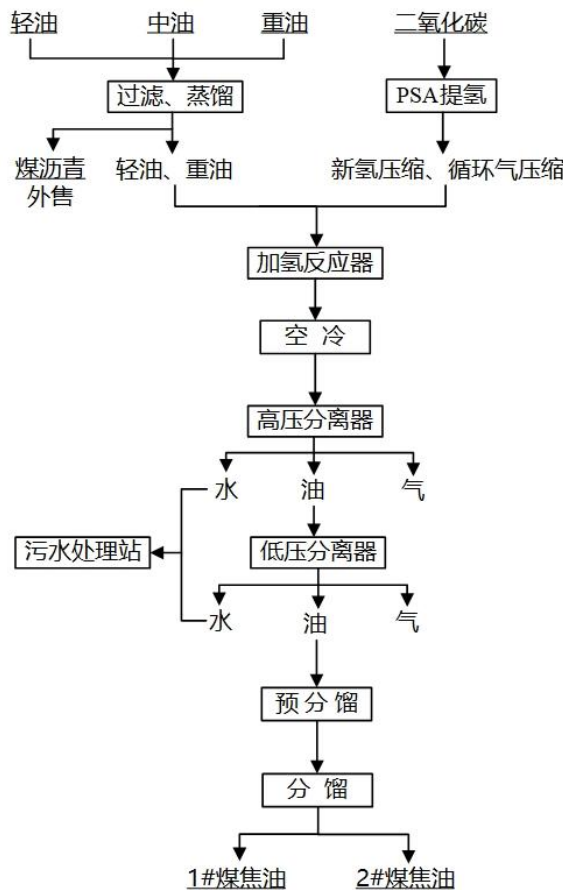 轻油 中油 重油 二氧化碳
过滤、蒸馏 PSA提氢
煤沥青 轻油、重油 新氢压缩、循环气压缩
外售
加氢反应器
空 冷
高压分离器
水 油 气
污水处理站 低压分离器
水 油 气
预分馏
分 馏
1#煤焦油 2#煤焦油